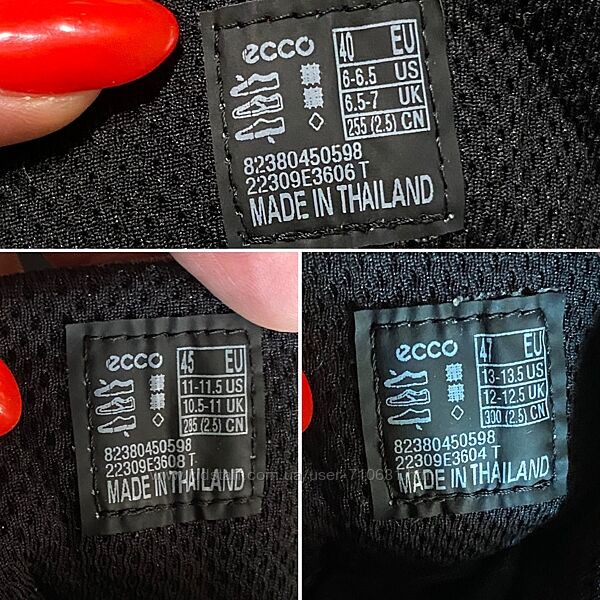 ecco
40 EU
6-6.5 US
6.5-7 UK
255 (2.5) CN
82380450598
22309E3606 T
MADE IN THAILAND
ecco
45 EU
11-11.5 US
10.5-11 UK
285 (2.5) CN
82380450598
22309E3608 T
MADE IN THAILAND
ecco
47 EU
13-13.5 US
12-12.5 UK
300 (2.5) CN
82380450598
22309E3604 T
MADE IN THAILAND